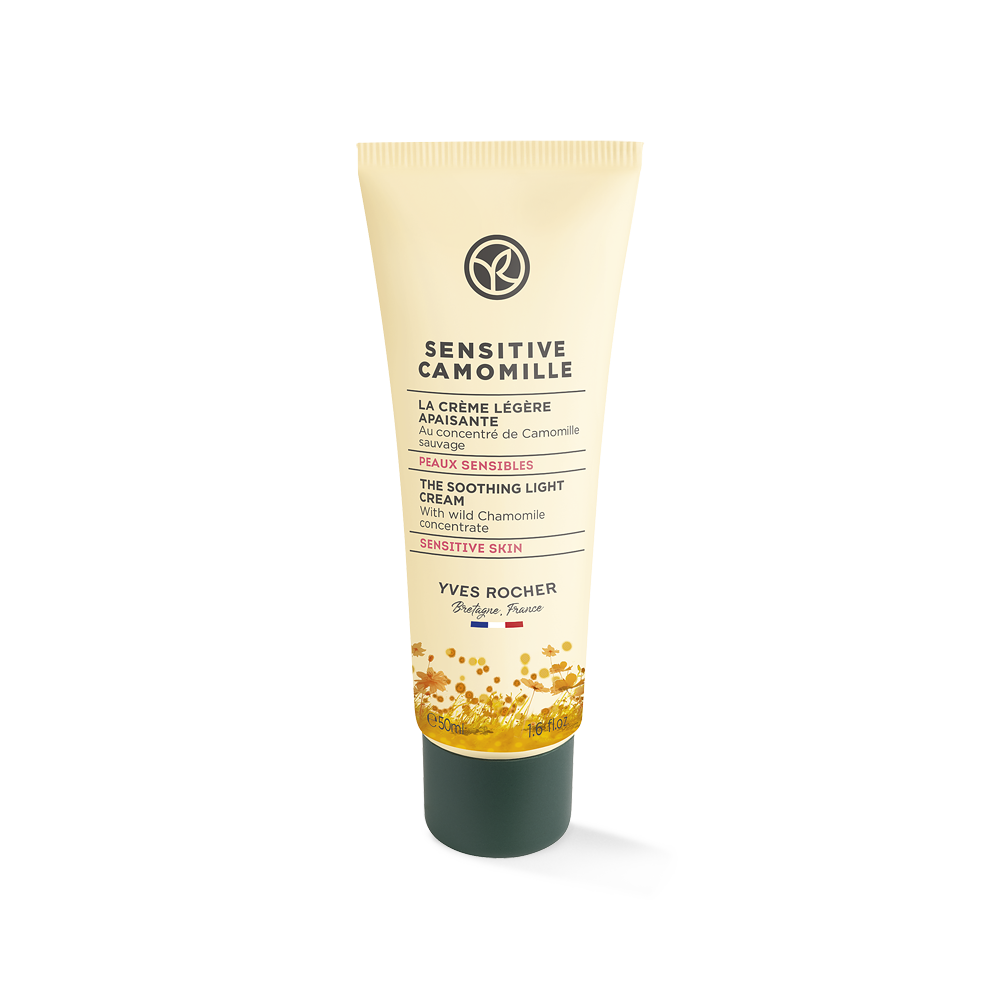 SENSITIVE
CAMOMILLE
LA CRÈME LÉGÈRE
APAISANTE
Au concentré de Camomille
sauvage
PEAUX SENSIBLES
THE SOOTHING LIGHT
CREAM
With wild Chamomile
concentrate
SENSITIVE SKIN
YVES ROCHER
Bretagne, France
℮50ml 1.6 fl.oz